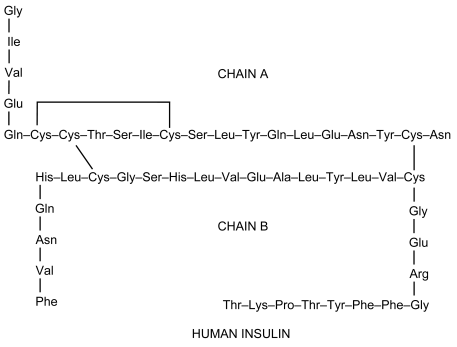 Gly
Ile
Val
Glu
CHAIN A
Gln–Cys–Cys–Thr–Ser–Ile–Cys–Ser–Leu–Tyr–Gln–Leu–Glu–Asn–Tyr–Cys–Asn
His–Leu–Cys–Gly–Ser–His–Leu–Val–Glu–Ala–Leu–Tyr–Leu–Val–Cys
Gln
Gly
CHAIN B
Asn
Glu
Val
Arg
Phe
Thr–Lys–Pro–Thr–Tyr–Phe–Phe–Gly
HUMAN INSULIN